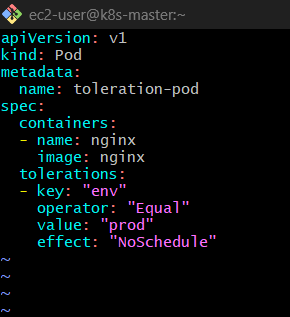 ec2-user@k8s-master:~
apiVersion: v1
kind: Pod
metadata:
  name: toleration-pod
spec:
  containers:
  - name: nginx
    image: nginx
  tolerations:
  - key: "env"
    operator: "Equal"
    value: "prod"
    effect: "NoSchedule"
~
~
~
~